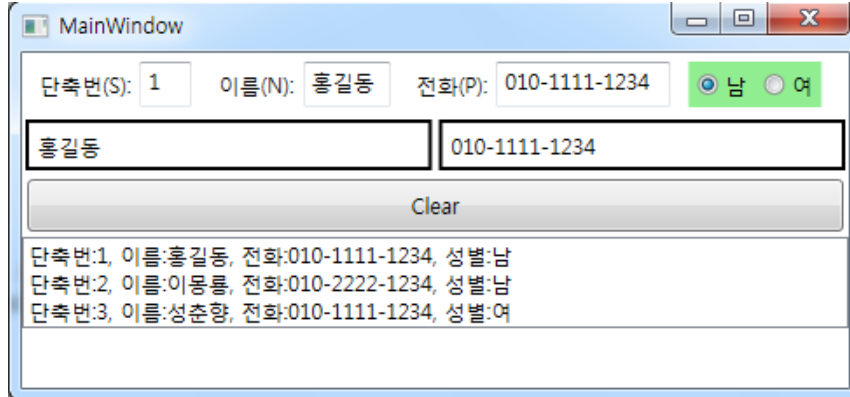 MainWindow
단축번(S): 1 이름(N): 홍길동 전화(P): 010-1111-1234 남 여
홍길동 010-1111-1234
Clear
단축번:1, 이름:홍길동, 전화:010-1111-1234, 성별:남
단축번:2, 이름:이몽룡, 전화:010-2222-1234, 성별:남
단축번:3, 이름:성춘향, 전화:010-1111-1234, 성별:여